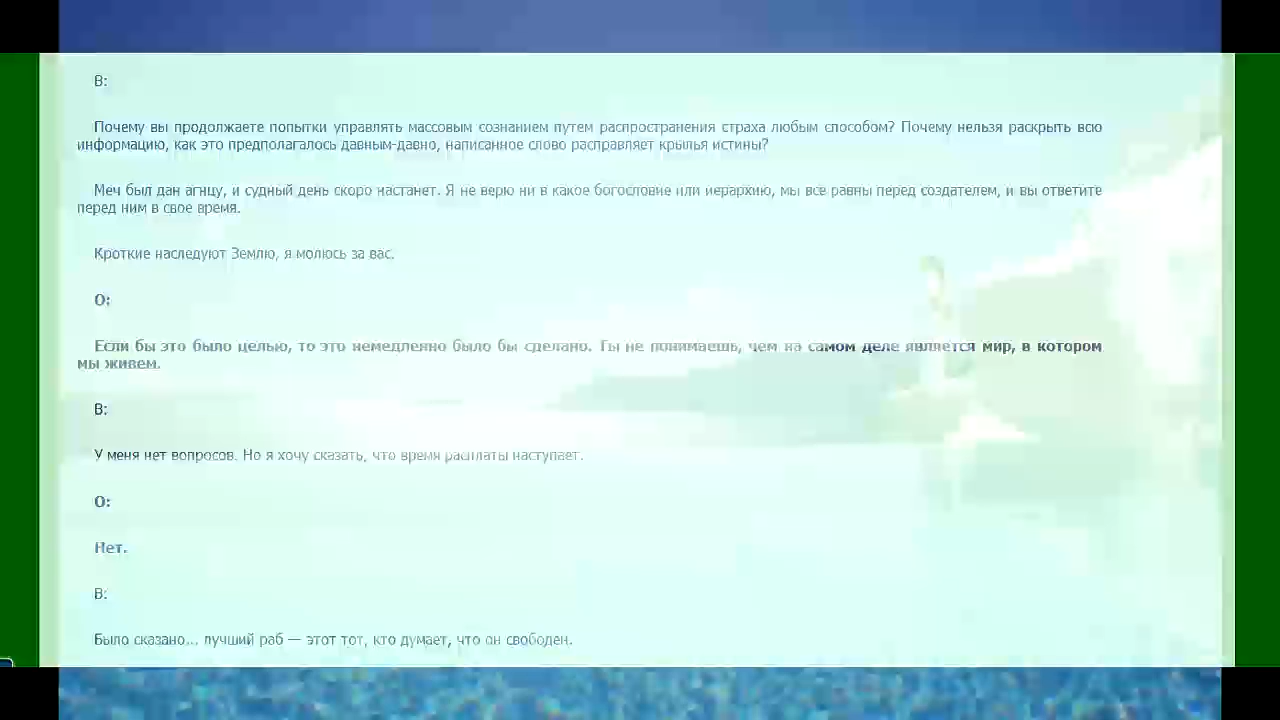 В:
Почему вы продолжаете попытки управлять массовым сознанием путем распространения страха любым способом? Почему нельзя раскрыть всю
информацию, как это предполагалось давным-давно, написанное слово расправляет крылья истины?
Меч был дан агнцу, и судный день скоро настанет. Я не верю ни в какое богословие или иерархию, мы все равны перед создателем, и вы ответите
перед ним в свое время.
Кроткие наследуют Землю, я молюсь за вас.
О:
Если бы это было целью, то это немедленно было бы сделано. Ты не понимаешь, чем на самом деле является мир, в котором
мы живем.
В:
У меня нет вопросов. Но я хочу сказать, что время расплаты наступает.
О:
Нет.
В:
Было сказано... лучший раб — этот тот, кто думает, что он свободен.